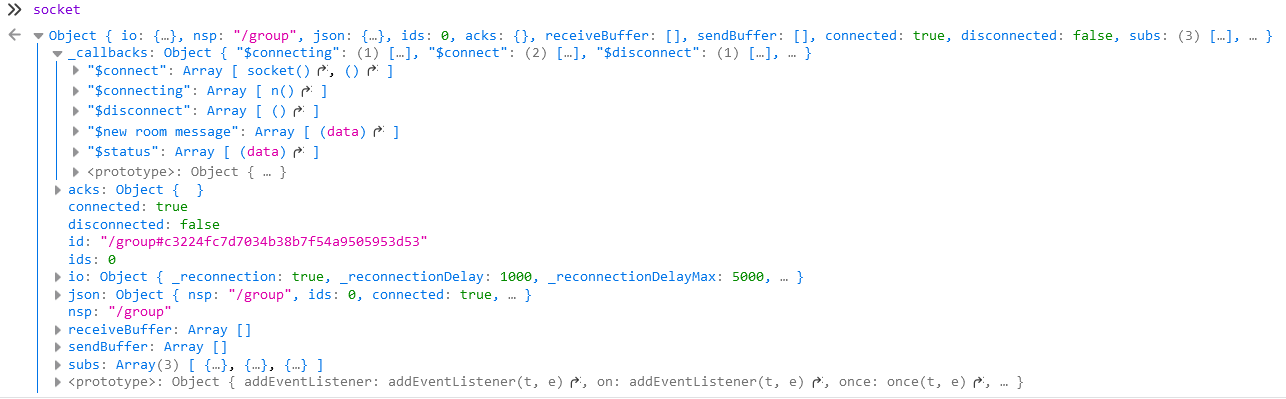 socket
Object { io: {…}, nsp: "/group", json: {…}, ids: 0, acks: {}, receiveBuffer: [], sendBuffer: [], connected: true, disconnected: false, subs: (3) […], … }
_callbacks: Object { "$connecting": (1) […], "$connect": (2) […], "$disconnect": (1) […], … }
"$connect": Array [ socket(), () ]
"$connecting": Array [ n() ]
"$disconnect": Array [ () ]
"$new room message": Array [ (data) ]
"$status": Array [ (data) ]
<prototype>: Object { … }
acks: Object {  }
connected: true
disconnected: false
id: "/group#c3224fc7d7034b38b7f54a9505953d53"
ids: 0
io: Object { _reconnection: true, _reconnectionDelay: 1000, _reconnectionDelayMax: 5000, … }
json: Object { nsp: "/group", ids: 0, connected: true, … }
nsp: "/group"
receiveBuffer: Array []
sendBuffer: Array []
subs: Array(3) [ {…}, {…}, {…} ]
<prototype>: Object { addEventListener: addEventListener(t, e), on: addEventListener(t, e), once: once(t, e), … }